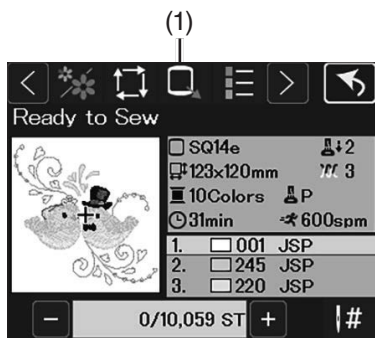 (1)
Ready to Sew
SQ14e 2
123x120mm 3
10Colors P
31min 600spm
1. 001 JSP
2. 245 JSP
3. 220 JSP
− 0/10,059 ST + #